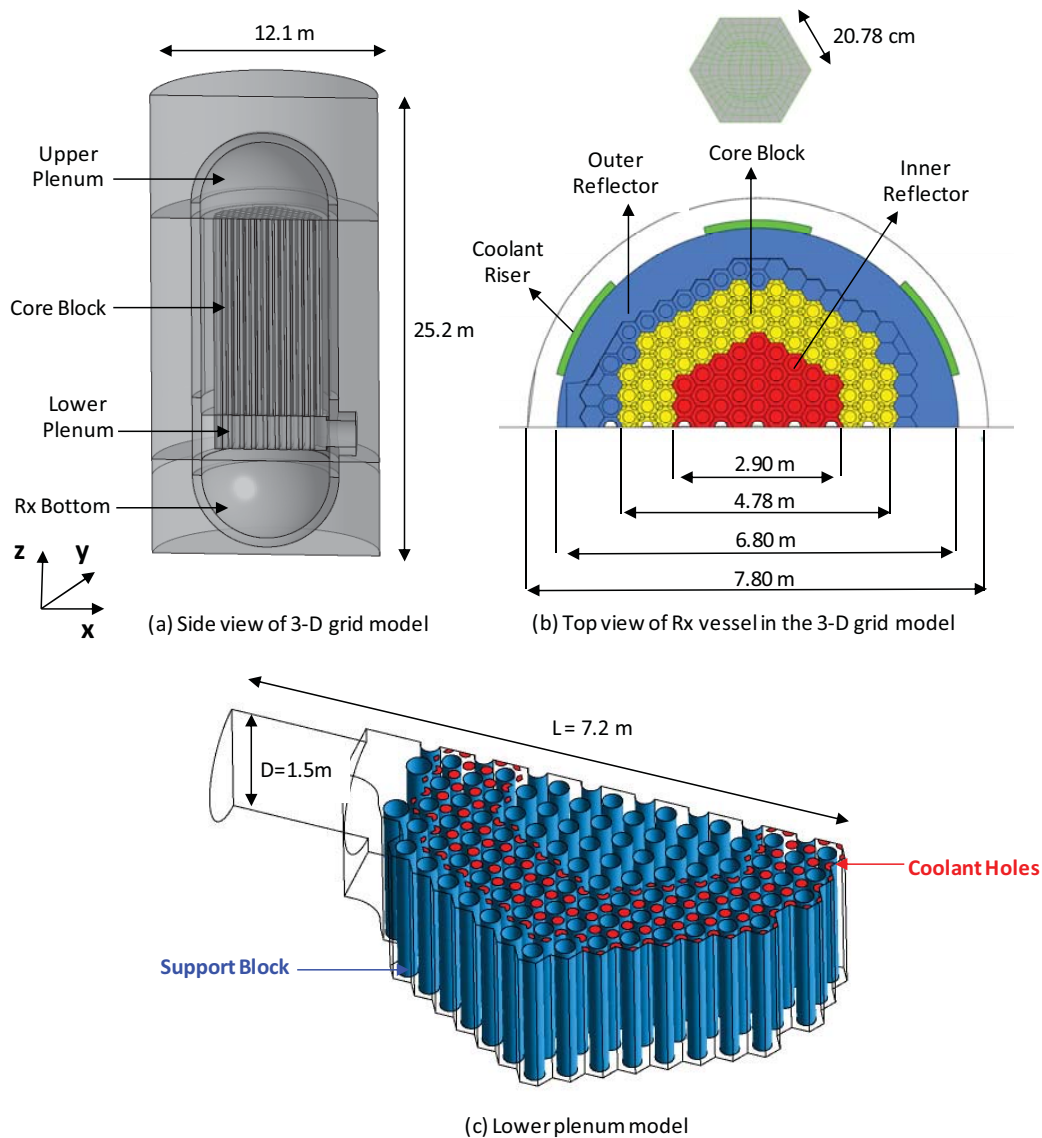 12.1 m
Upper
Plenum
Core Block
25.2 m
Lower
Plenum
Rx Bottom
z
y
x
(a) Side view of 3-D grid model
20.78 cm
Outer
Reflector
Core Block
Inner
Reflector
Coolant
Riser
2.90 m
4.78 m
6.80 m
7.80 m
(b) Top view of Rx vessel in the 3-D grid model
L= 7.2 m
D=1.5m
Coolant Holes
Support Block
(c) Lower plenum model